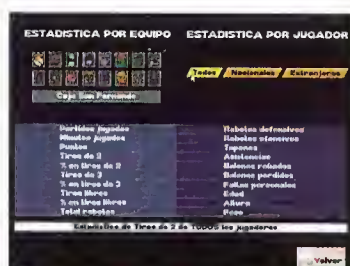 ESTADISTICA POR EQUIPO
ESTADISTICA POR JUGADOR
Todos / Nacionales / Extranjeros
Caja San Fernando
Partidos jugados
Minutos jugados
Puntos
Tiros de 2
% en tiros de 2
Tiros de 3
% en tiros de 3
Tiros libres
% en tiros libres
Total rebotes
Rebotes defensivos
Rebotes ofensivos
Tapones
Asistencias
Balones robados
Balones perdidos
Faltas personales
Edad
Altura
Peso
Estadistica de Tiros de 2 de TODOS los jugadores
Volver